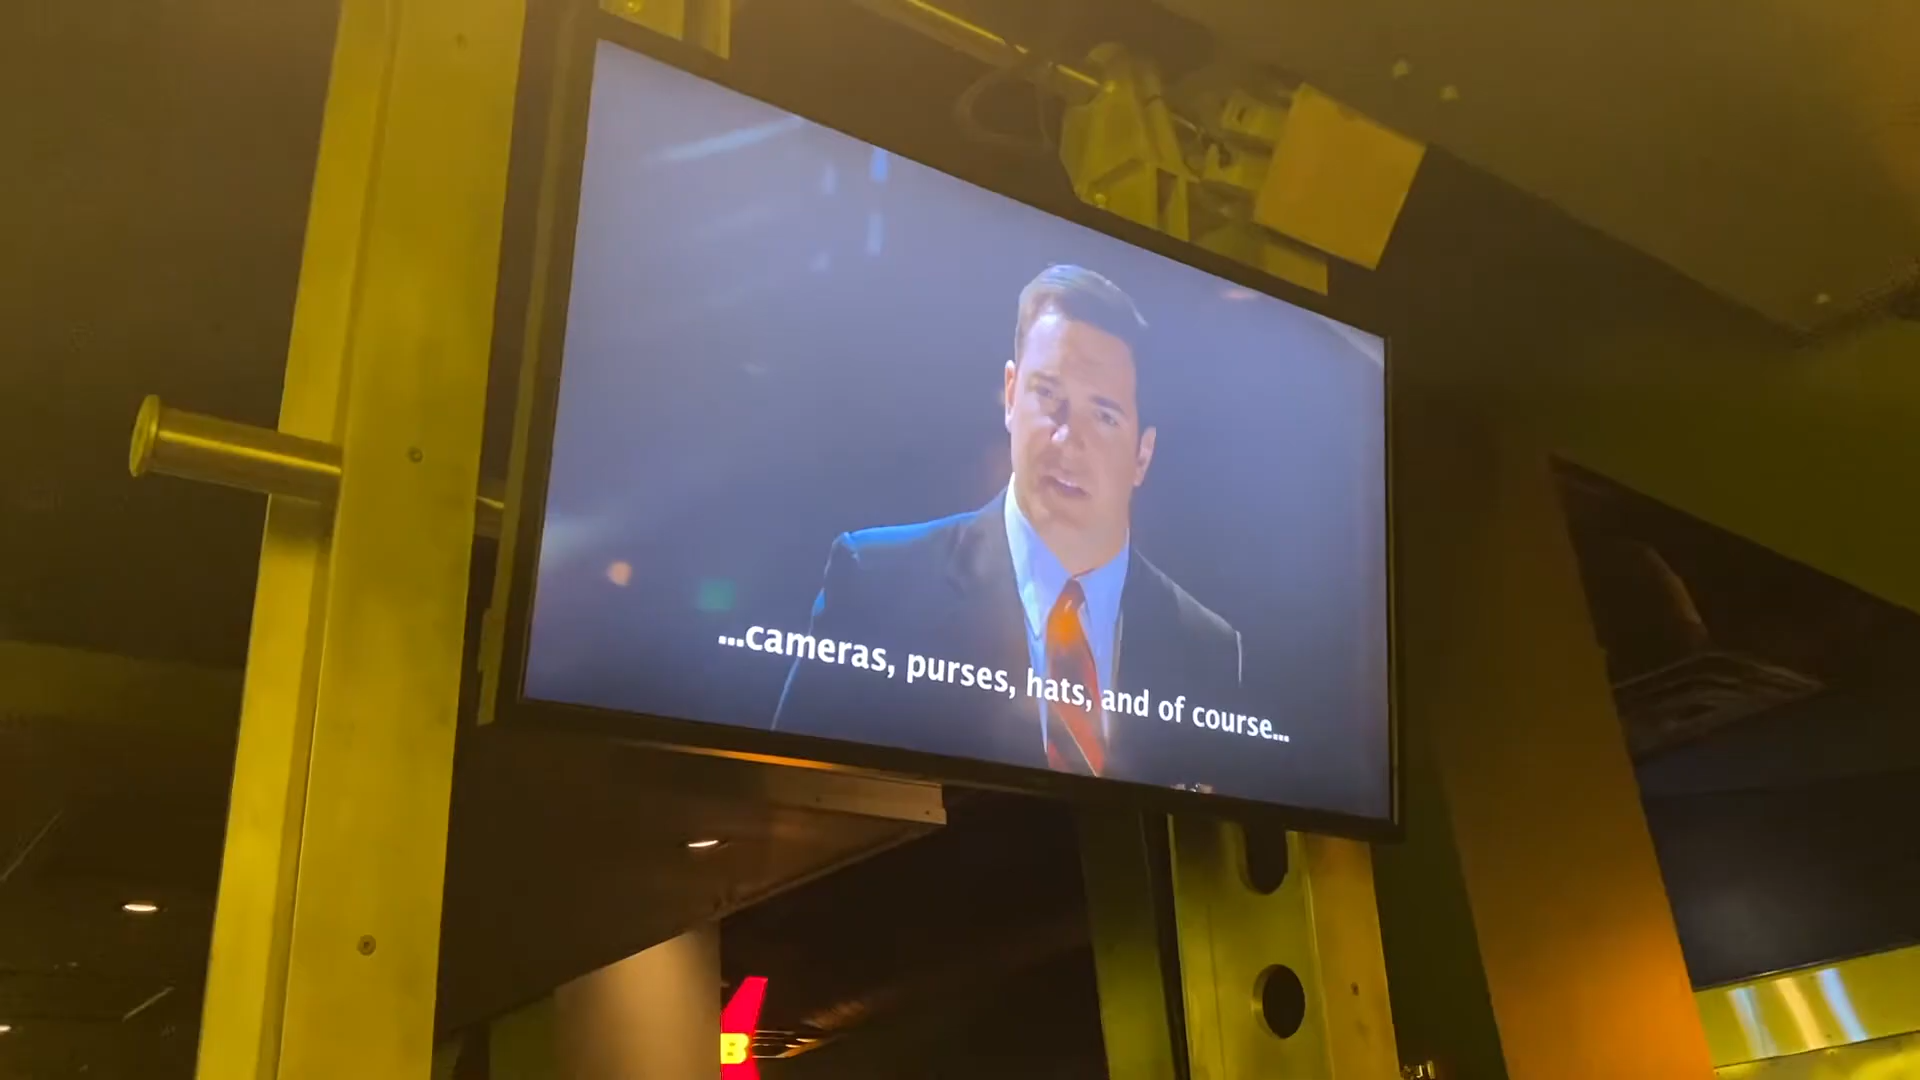 ...cameras, purses, hats, and of course...
B